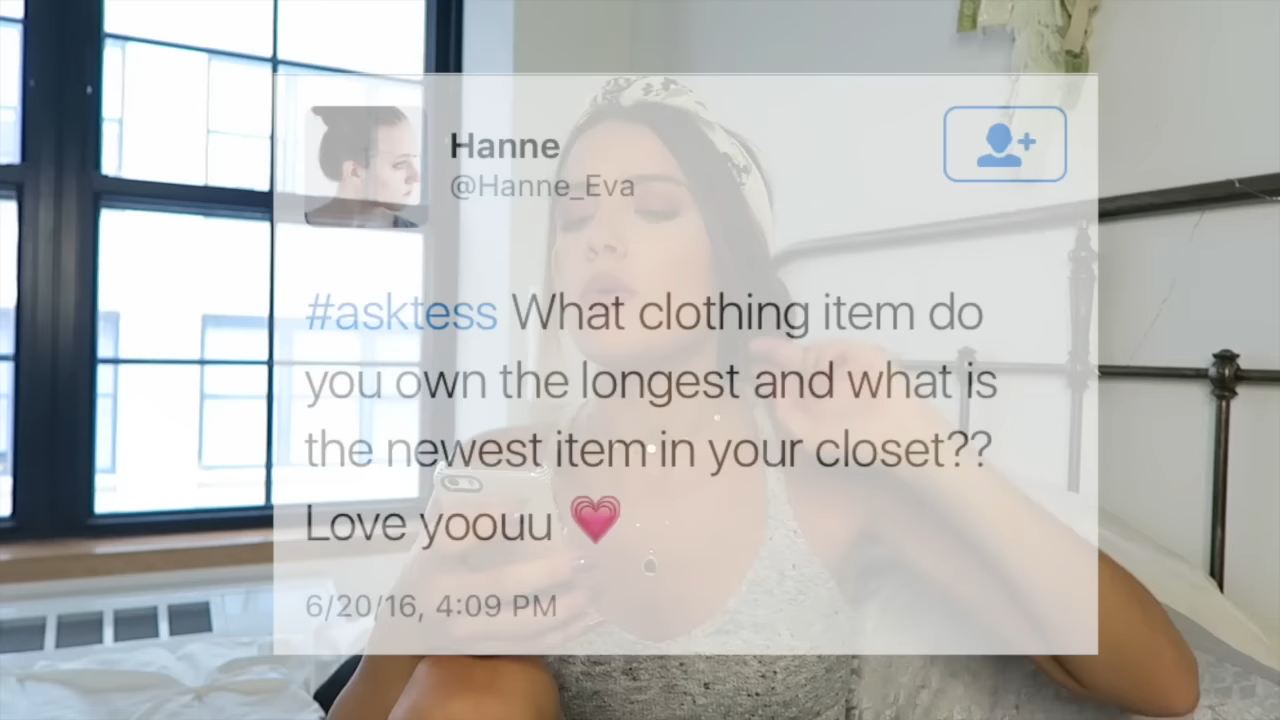 Hanne
@Hanne_Eva
#asktess What clothing item do
you own the longest and what is
the newest item in your closet??
Love yoouu 💗
6/20/16, 4:09 PM